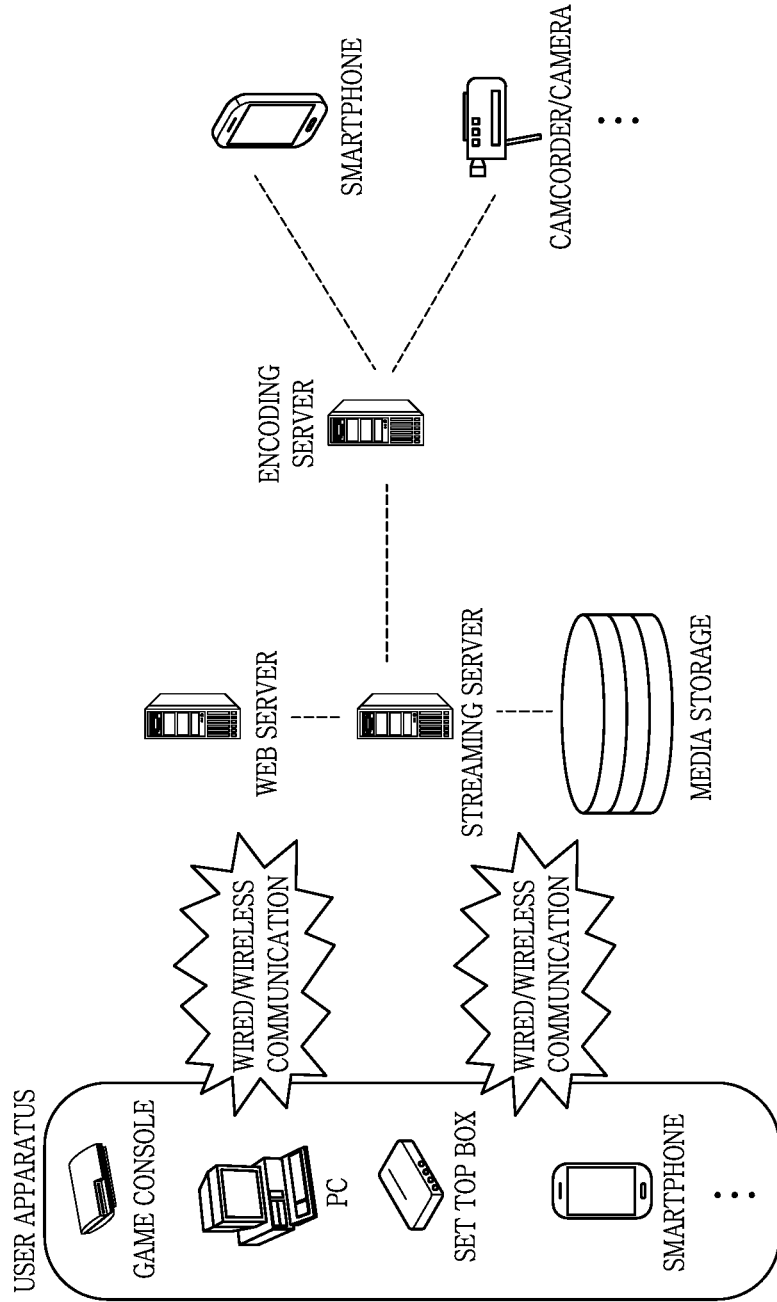 USER APPARATUS
GAME CONSOLE
PC
SET TOP BOX
SMARTPHONE
WIRED/WIRELESS
COMMUNICATION
WIRED/WIRELESS
COMMUNICATION
WEB SERVER
STREAMING SERVER
MEDIA STORAGE
ENCODING
SERVER
SMARTPHONE
CAMCORDER/CAMERA